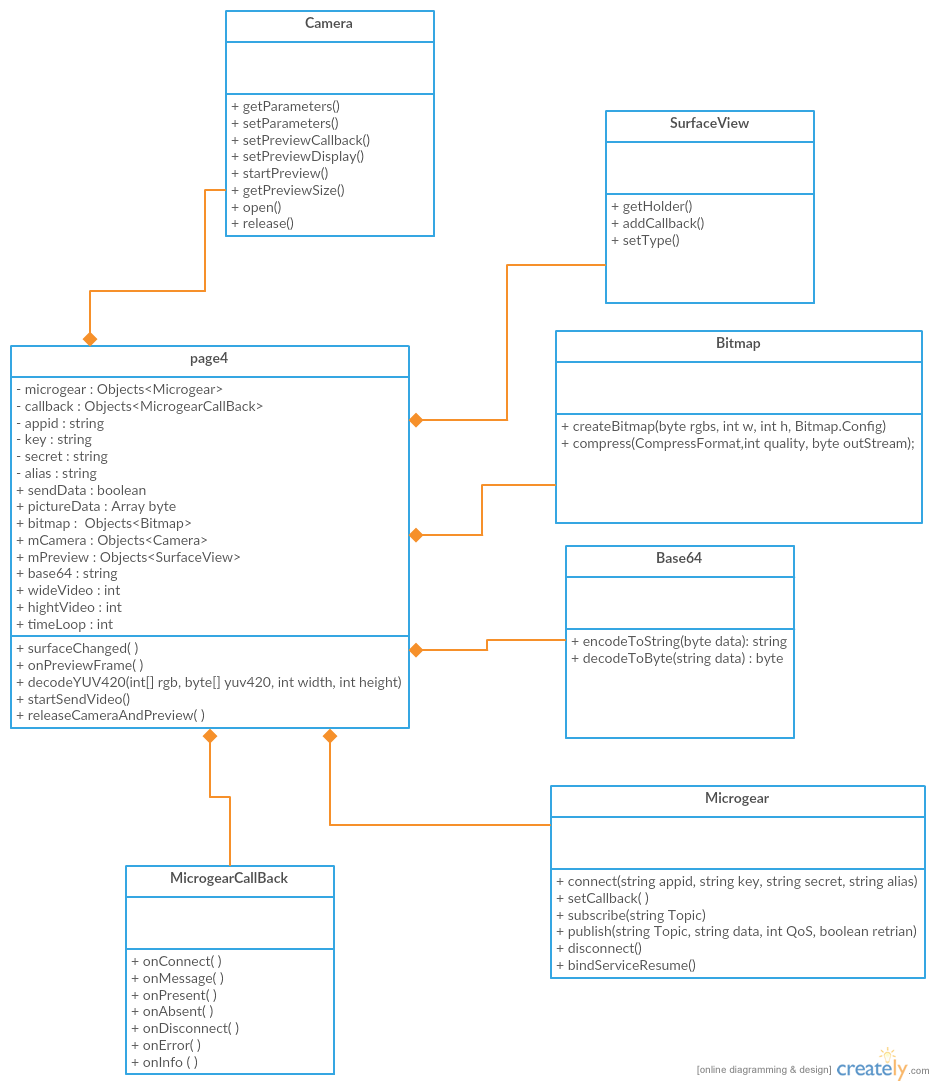 Camera
+ getParameters()
+ setParameters()
+ setPreviewCallback()
+ setPreviewDisplay()
+ startPreview()
+ getPreviewSize()
+ open()
+ release()
SurfaceView
+ getHolder()
+ addCallback()
+ setType()
Bitmap
+ createBitmap(byte rgbs, int w, int h, Bitmap.Config)
+ compress(CompressFormat,int quality, byte outStream);
page4
- microgear : Objects<Microgear>
- callback : Objects<MicrogearCallBack>
- appid : string
- key : string
- secret : string
- alias : string
+ sendData : boolean
+ pictureData : Array byte
+ bitmap :  Objects<Bitmap>
+ mCamera : Objects<Camera>
+ mPreview : Objects<SurfaceView>
+ base64 : string
+ wideVideo : int
+ hightVideo : int
+ timeLoop : int
+ surfaceChanged( )
+ onPreviewFrame( )
+ decodeYUV420(int[] rgb, byte[] yuv420, int width, int height)
+ startSendVideo()
+ releaseCameraAndPreview( )
Base64
+ encodeToString(byte data): string
+ decodeToByte(string data) : byte
Microgear
+ connect(string appid, string key, string secret, string alias)
+ setCallback( )
+ subscribe(string Topic)
+ publish(string Topic, string data, int QoS, boolean retrian)
+ disconnect()
+ bindServiceResume()
MicrogearCallBack
+ onConnect( )
+ onMessage( )
+ onPresent( )
+ onAbsent( )
+ onDisconnect( )
+ onError( )
+ onInfo ( )
[online diagramming & design] creately.com